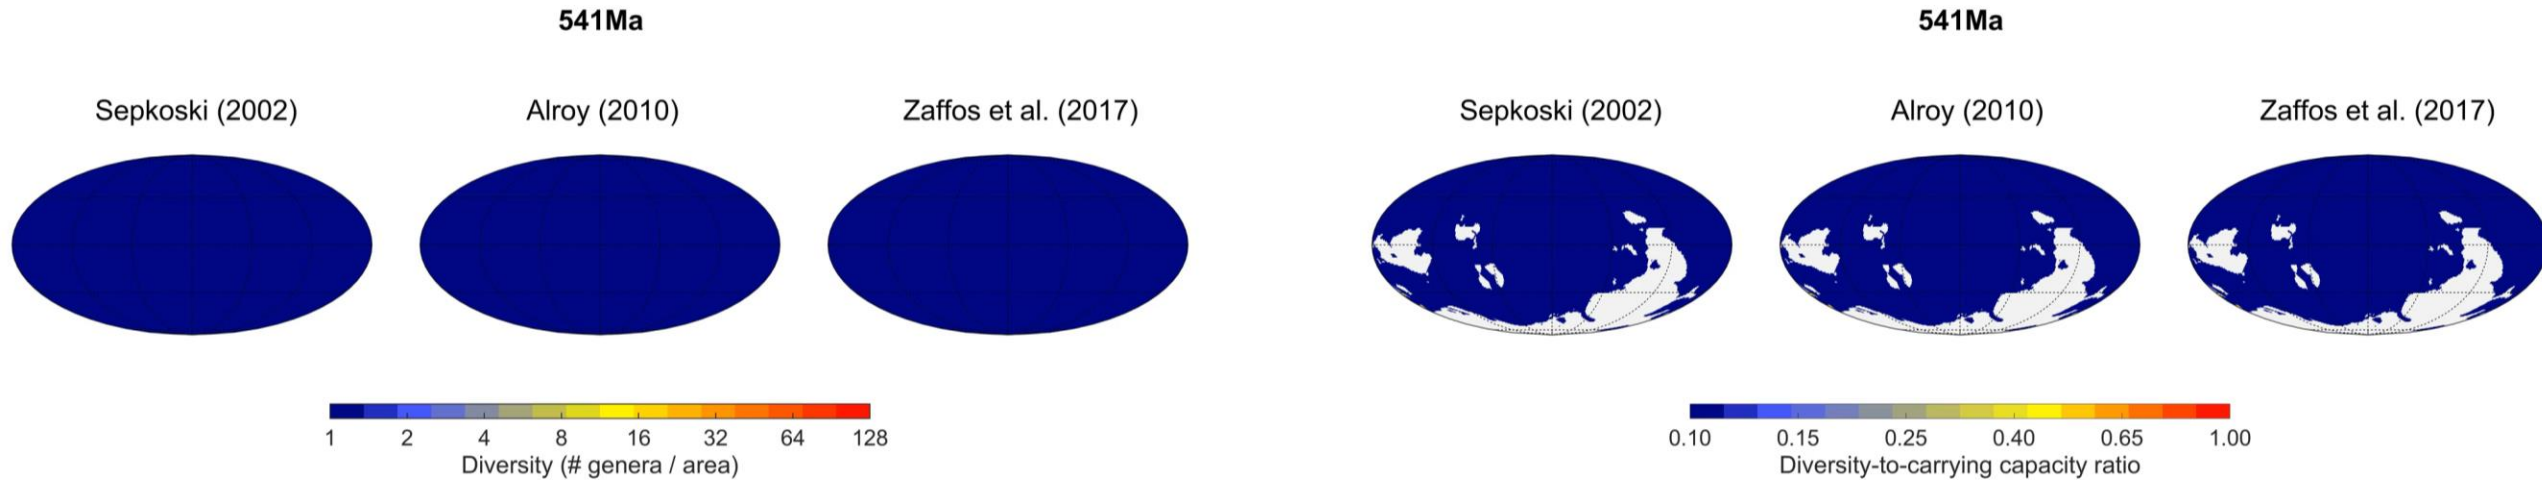 541Ma
Sepkoski (2002)
Alroy (2010)
Zaffos et al. (2017)
1 2 4 8 16 32 64 128
Diversity (# genera / area)
541Ma
Sepkoski (2002)
Alroy (2010)
Zaffos et al. (2017)
0.10 0.15 0.25 0.40 0.65 1.00
Diversity-to-carrying capacity ratio